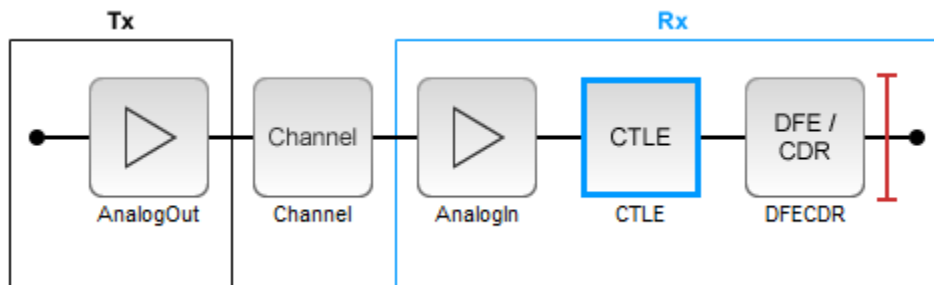 Tx
Rx
Channel
CTLE
DFE /
CDR
AnalogOut
Channel
AnalogIn
CTLE
DFECDR